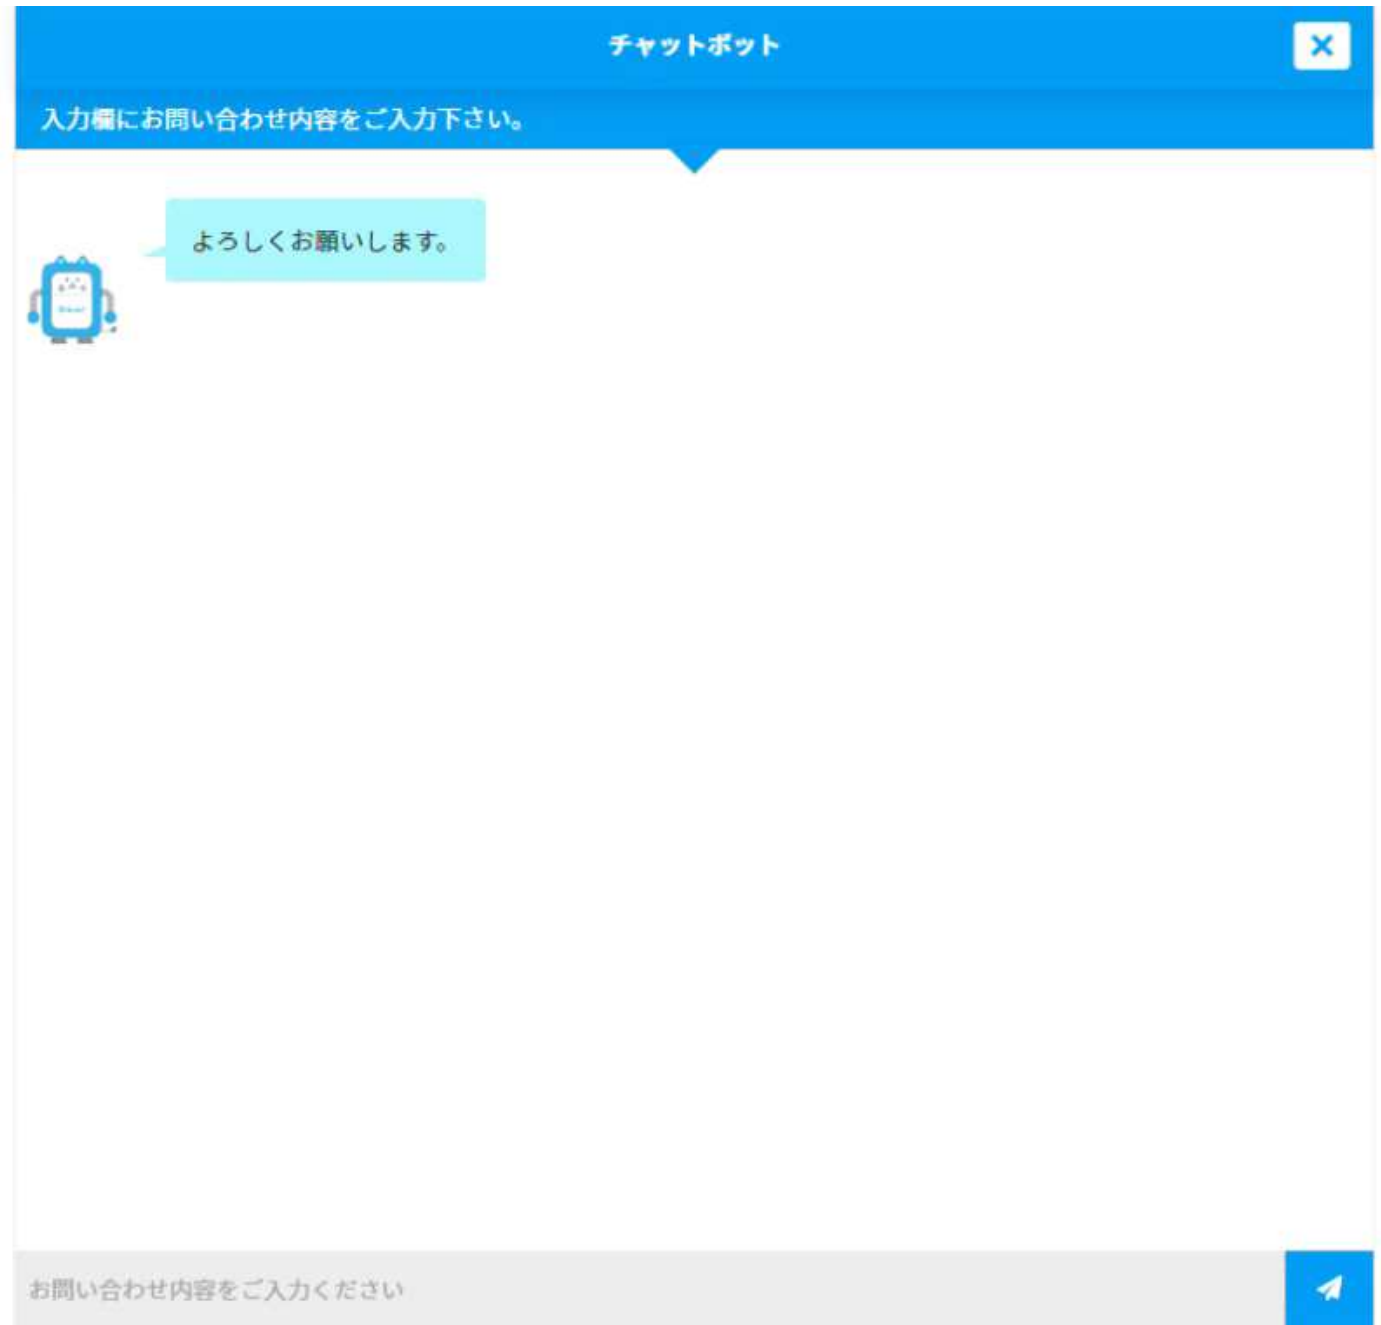 チャットボット
入力欄にお問い合わせ内容をご入力下さい。
よろしくお願いします。
お問い合わせ内容をご入力ください